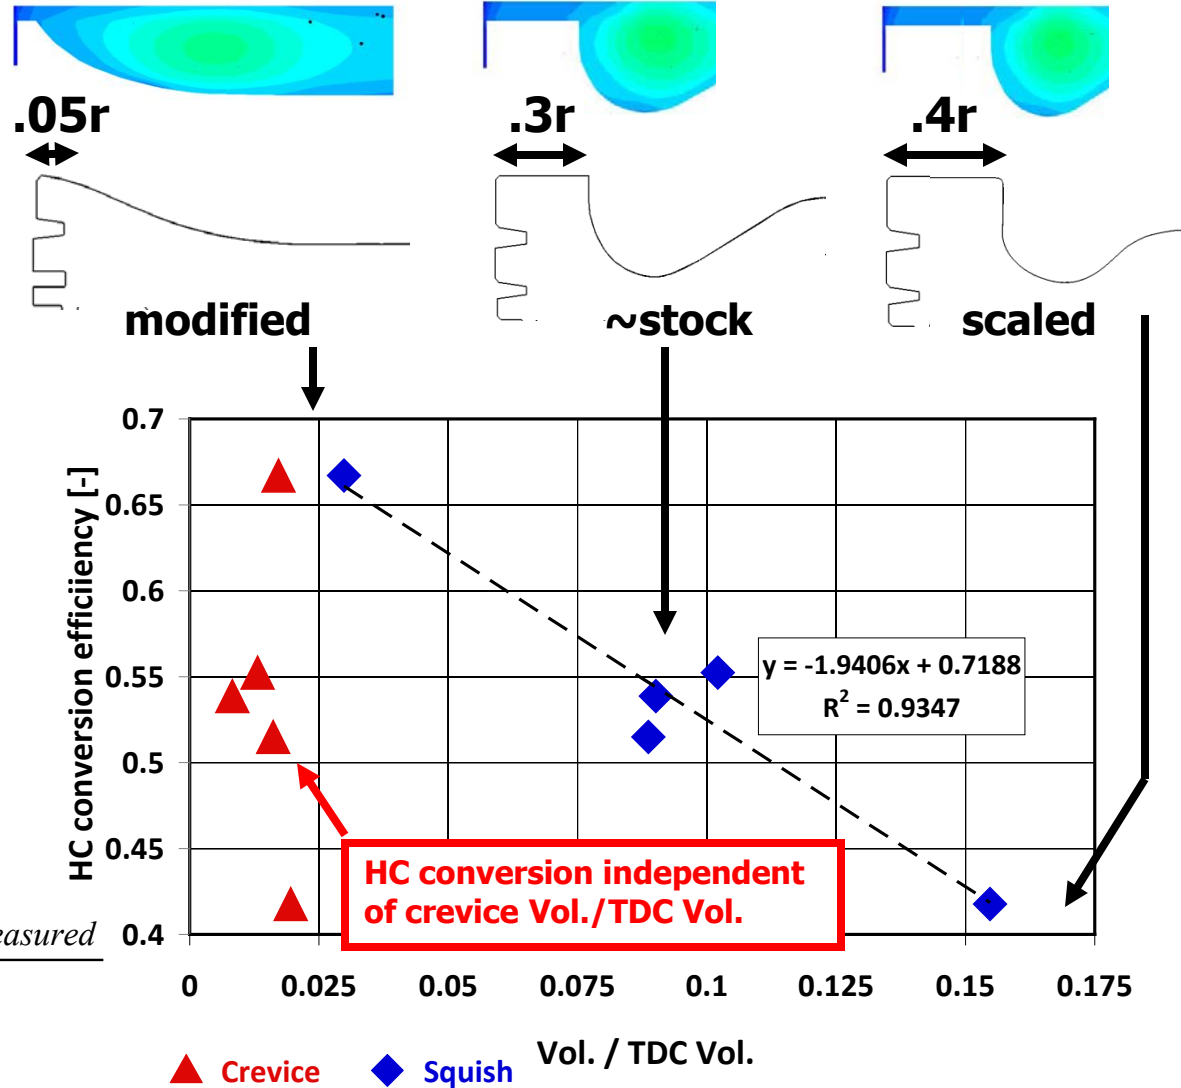 .05r
.3r
.4r
modified
~stock
scaled
0.7
0.65
0.6
0.55
0.5
0.45
0.4
HC conversion efficiiency [-]
y = -1.9406x + 0.7188
R² = 0.9347
HC conversion independent
of crevice Vol./TDC Vol.
easured
0 0.025 0.05 0.075 0.1 0.125 0.15 0.175
Vol. / TDC Vol.
Crevice Squish